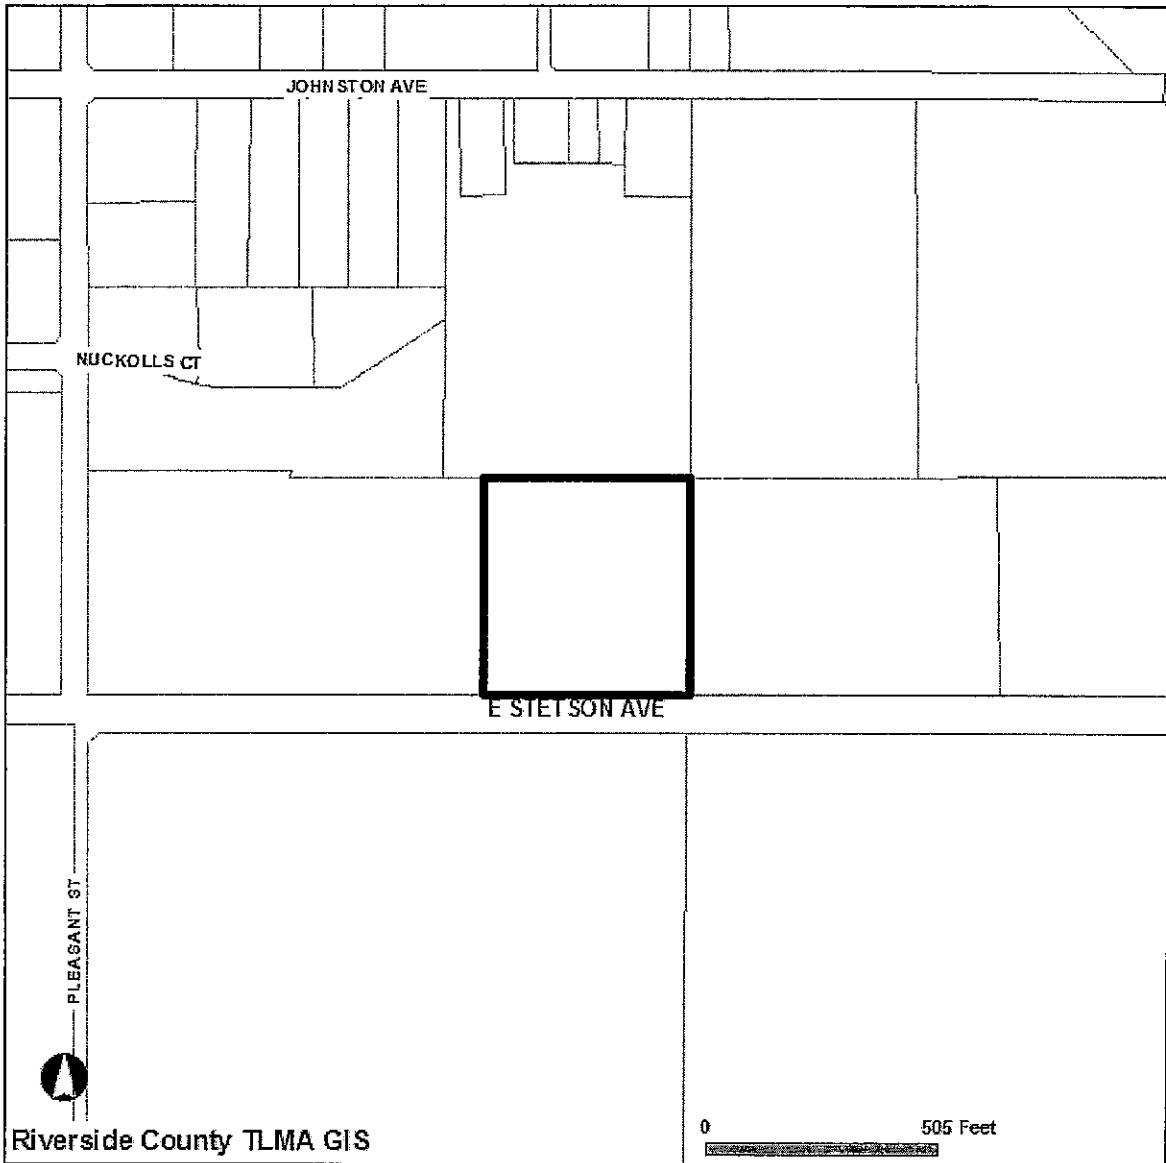 JOHNSTON AVE
NUCKOLLS CT
E STETSON AVE
PLEASANT ST
0 505 Feet
Riverside County TLMA GIS